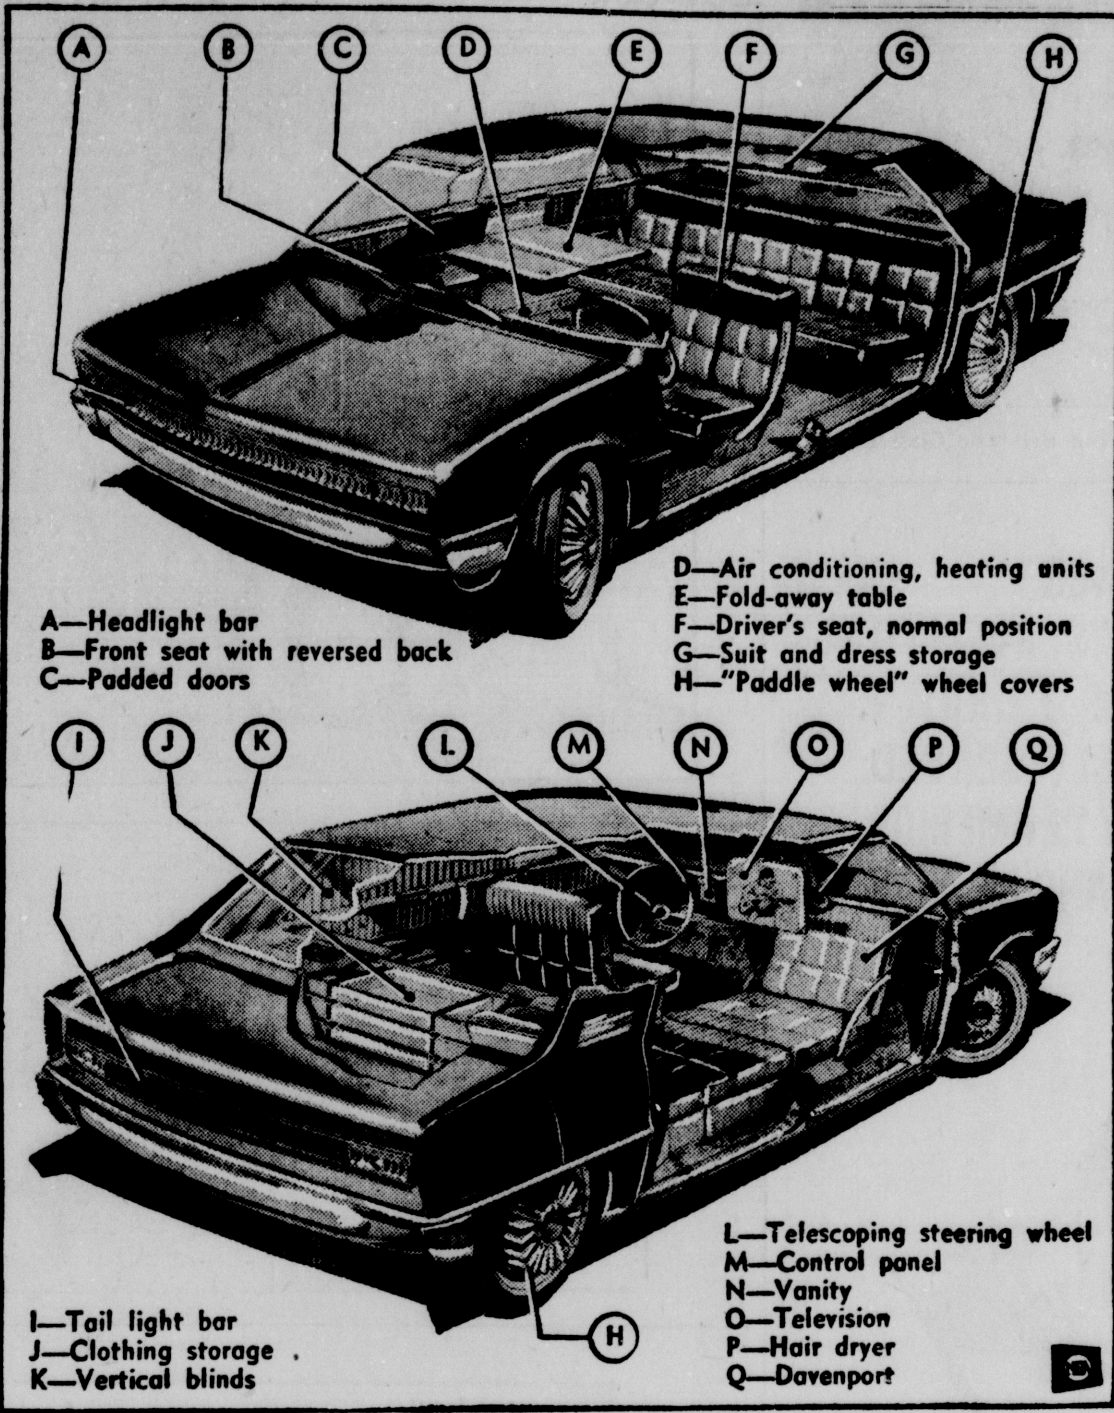 A B C D E F G H
D—Air conditioning, heating units
E—Fold-away table
F—Driver's seat, normal position
G—Suit and dress storage
H—"Paddle wheel" wheel covers
A—Headlight bar
B—Front seat with reversed back
C—Padded doors
I J K L M N O P Q
L—Telescoping steering wheel
M—Control panel
N—Vanity
O—Television
P—Hair dryer
Q—Davenport
H
I—Tail light bar
J—Clothing storage
K—Vertical blinds